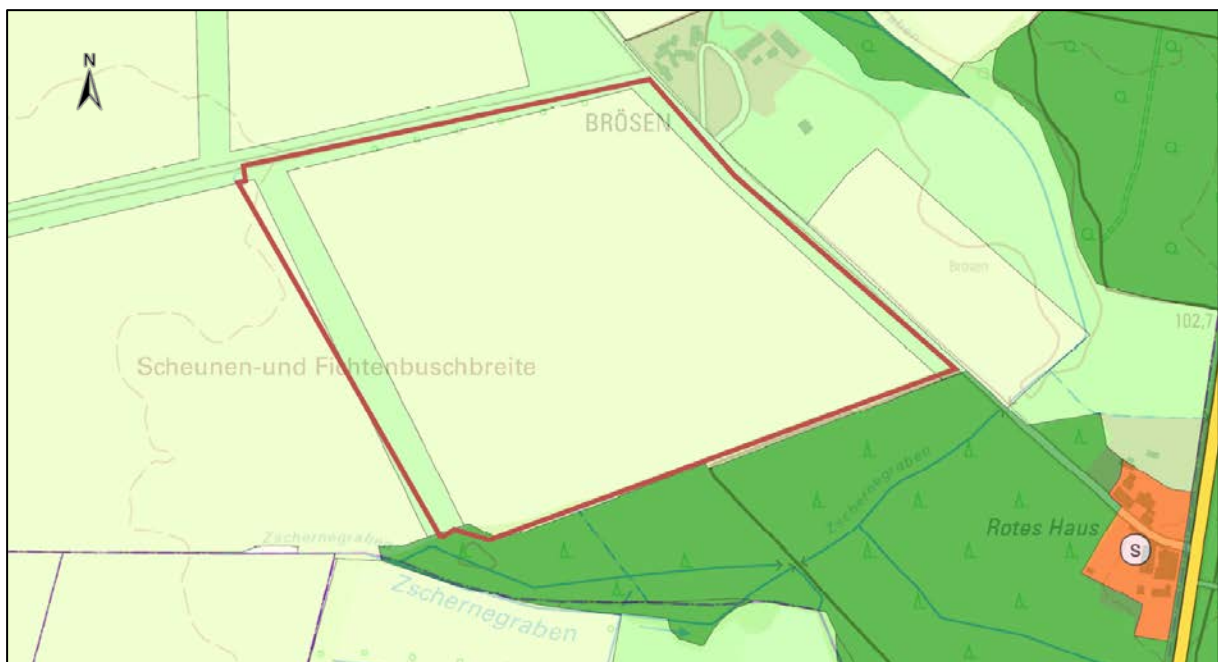 N
BRÖSEN
Brösen
102,7
Scheunen-und Fichtenbuschbreite
Zschernegraben
Rotes Haus
S
Zschernegraben
Zschernegraben